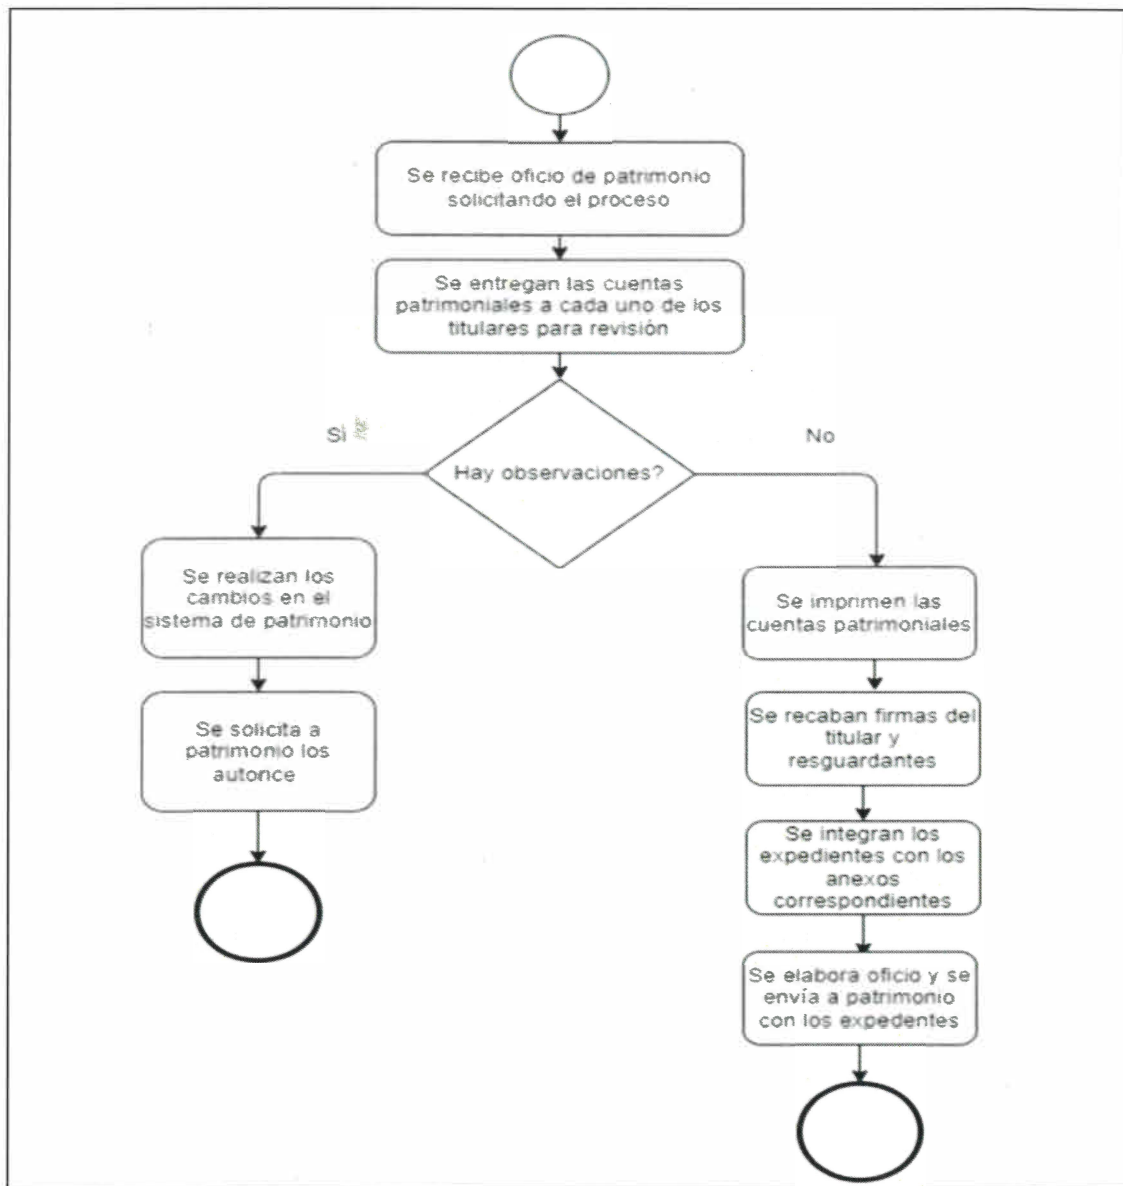 Se recibe oficio de patrimonio
solicitando el proceso
Se entregan las cuentas
patrimoniales a cada uno de los
titulares para revisión
Si
No
Hay observaciones?
Se realizan los
cambios en el
sistema de patrimonio
Se solicita a
patrimonio los
autorice
Se imprimen las
cuentas patrimoniales
Se recaban firmas del
titular y
resguardantes
Se integran los
expedientes con los
anexos
correspondientes
Se elabora oficio y se
envía a patrimonio
con los expedentes